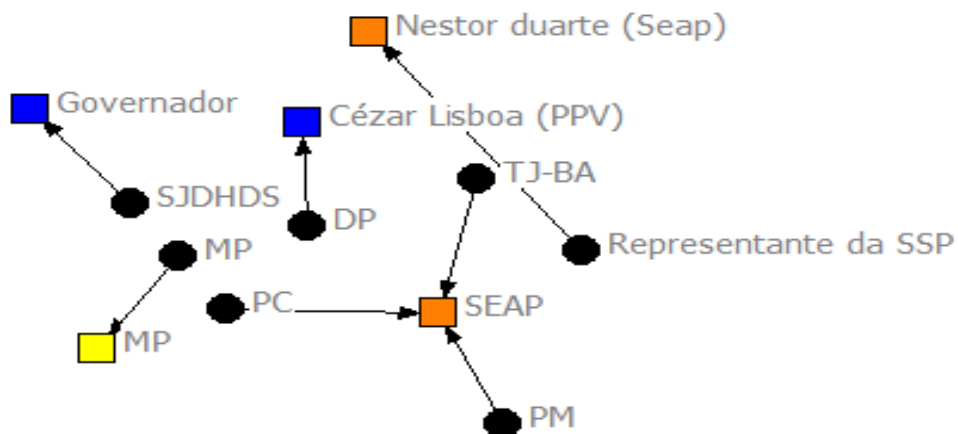 Nestor duarte (Seap)
Governador
Cézar Lisboa (PPV)
TJ-BA
SJDHDS
DP
MP
Representante da SSP
PC
SEAP
MP
PM